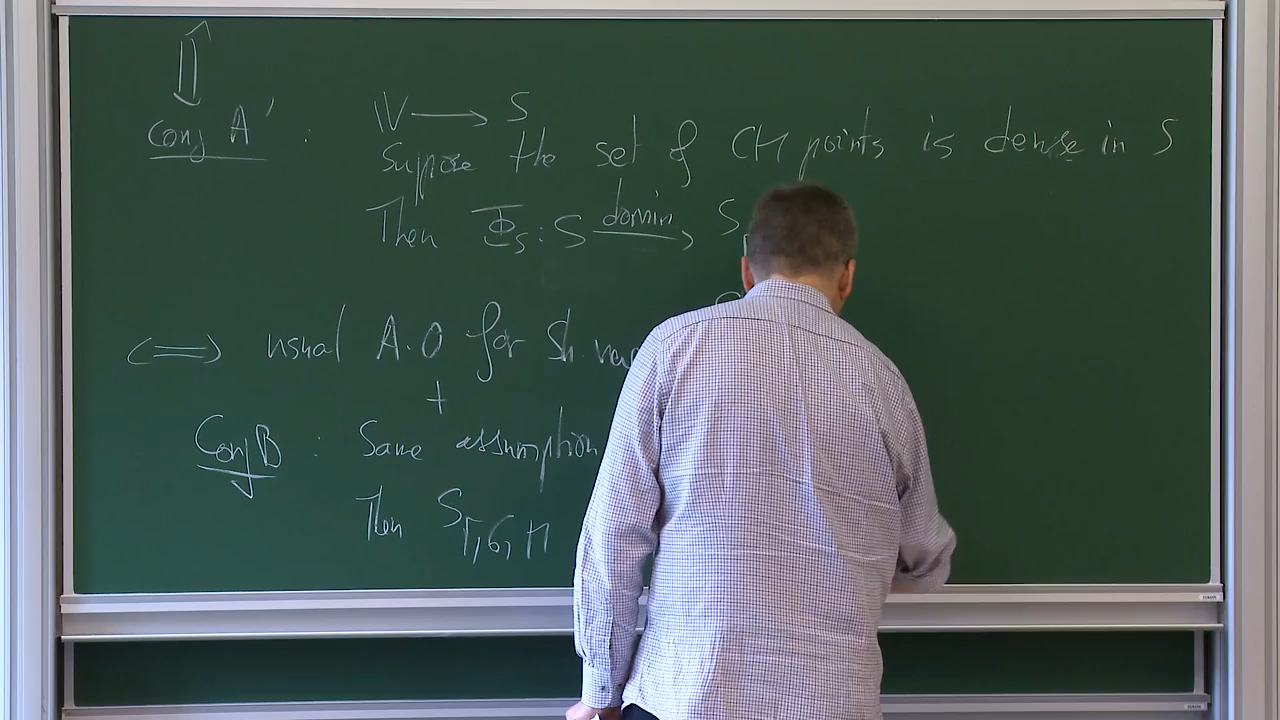 ⇕
Conj A' : 𝕍 → S
Suppose the set of CM points is dense in S
Then Φ_S : S —domin→ S
⟺ usual A.O for Sh. var
+
Conj B : Same assumption
Then S_{Γ,G,M}